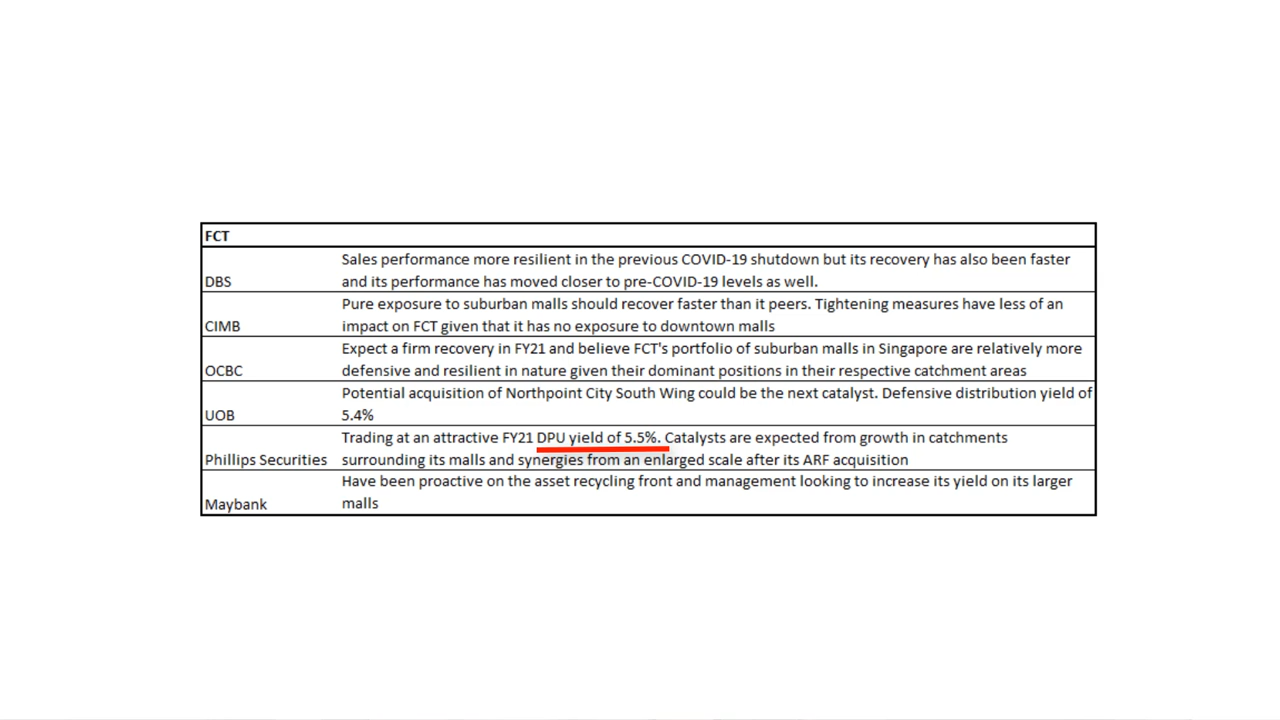 FCT
Sales performance more resilient in the previous COVID-19 shutdown but its recovery has also been faster
DBS and its performance has moved closer to pre-COVID-19 levels as well.
Pure exposure to suburban malls should recover faster than it peers. Tightening measures have less of an
CIMB impact on FCT given that it has no exposure to downtown malls
Expect a firm recovery in FY21 and believe FCT's portfolio of suburban malls in Singapore are relatively more
OCBC defensive and resilient in nature given their dominant positions in their respective catchment areas
Potential acquisition of Northpoint City South Wing could be the next catalyst. Defensive distribution yield of
UOB 5.4%
Trading at an attractive FY21 DPU yield of 5.5%. Catalysts are expected from growth in catchments
Phillips Securities surrounding its malls and synergies from an enlarged scale after its ARF acquisition
Have been proactive on the asset recycling front and management looking to increase its yield on its larger
Maybank malls